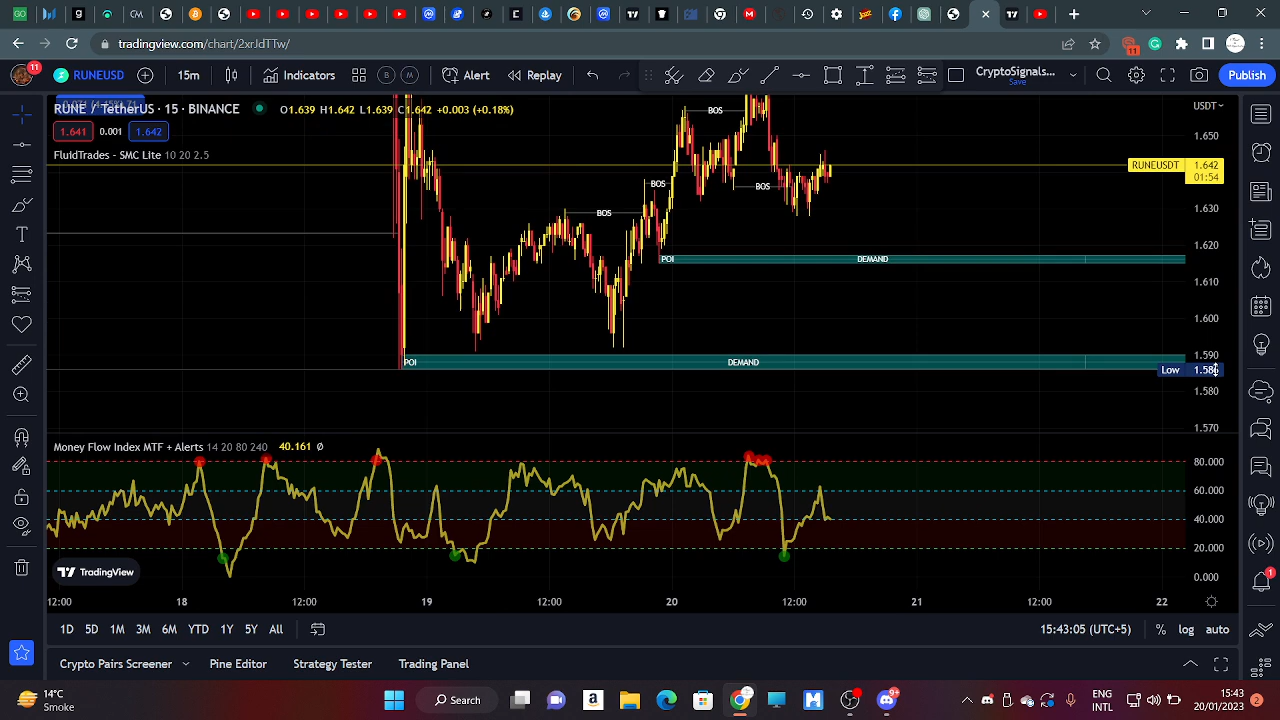 tradingview.com/chart/2xrJdTTw/
11
11
RUNEUSD
15m
Indicators
B
M
Alert
Replay
CryptoSignals...
Save
Publish
RUNE / TetherUS · 15 · BINANCE
O1.639 H1.642 L1.639 C1.642 +0.003 (+0.18%)
USDT
1.641
0.001
1.642
FluidTrades - SMC Lite 10 20 2.5
BOS
BOS
BOS
BOS
POI
DEMAND
POI
DEMAND
1.650
RUNEUSDT
1.642
01:54
1.630
1.620
1.610
1.600
1.590
Low
1.586
1.580
1.570
Money Flow Index MTF + Alerts 14 20 80 240 40.161 Ø
80.000
60.000
40.000
20.000
0.000
TradingView
12:00 18 12:00 19 12:00 20 12:00 21 12:00 22
1D 5D 1M 3M 6M YTD 1Y 5Y All
15:43:05 (UTC+5)
% log auto
Crypto Pairs Screener Pine Editor Strategy Tester Trading Panel
14°C
Smoke
Search
9+
ENG
INTL
15:43
20/01/2023
2